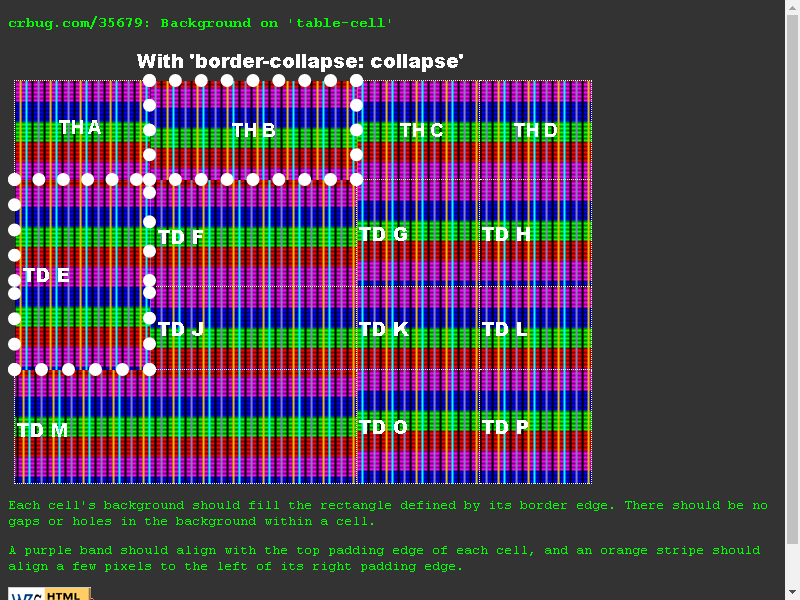 crbug.com/35679: Background on 'table-cell'
With 'border-collapse: collapse'
TH A TH B TH C TH D
TD E TD F TD G TD H
TD J TD K TD L
TD M TD O TD P
Each cell's background should fill the rectangle defined by its border edge. There should be no
gaps or holes in the background within a cell.
A purple band should align with the top padding edge of each cell, and an orange stripe should
align a few pixels to the left of its right padding edge.
W3C HTML